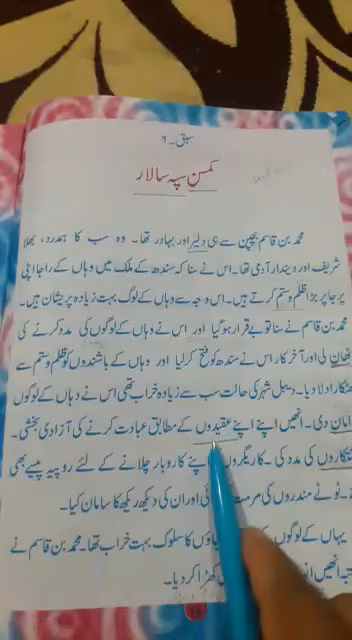 سبق ۔ ۶
کمسن سپہ سالار
محمد بن قاسم بچپن سے ہی دلیر اور بہادر تھا۔ وہ سب کا ہمدرد، بھلا
شریف اور دیندار آدمی تھا۔ اس نے سنا کہ سندھ کے ملک میں وہاں کے راجا اپنی
پرجا پر بڑا ظلم و ستم کرتے ہیں۔ اس وجہ سے وہاں کے لوگ بہت زیادہ پریشان ہیں۔
محمد بن قاسم نے سنا تو بے قرار ہو گیا اور اس نے وہاں کے لوگوں کی مدد کرنے کی
ٹھان لی اور آخر کار اس نے سندھ کو فتح کر لیا اور وہاں کے باشندوں کو ظلم و ستم سے
چھٹکارا دلا دیا۔ دیبل شہر کی حالت سب سے زیادہ خراب تھی اس نے وہاں کے لوگوں
امان دی۔ انھیں اپنے اپنے عقیدوں کے مطابق عبادت کرنے کی آزادی بخشی۔
کی مدد کی۔ کاریگروں پنے کاروبار چلانے کے لئے روپیہ پیسے بھی
ٹوٹے مندروں کی مرمت ئی اور ان کی دیکھ ریکھ کا سامان کیا۔
یہاں کے لوگوں کا سلوک بہت خراب تھا۔ محمد بن قاسم نے
انھیں کھڑا کر دیا۔